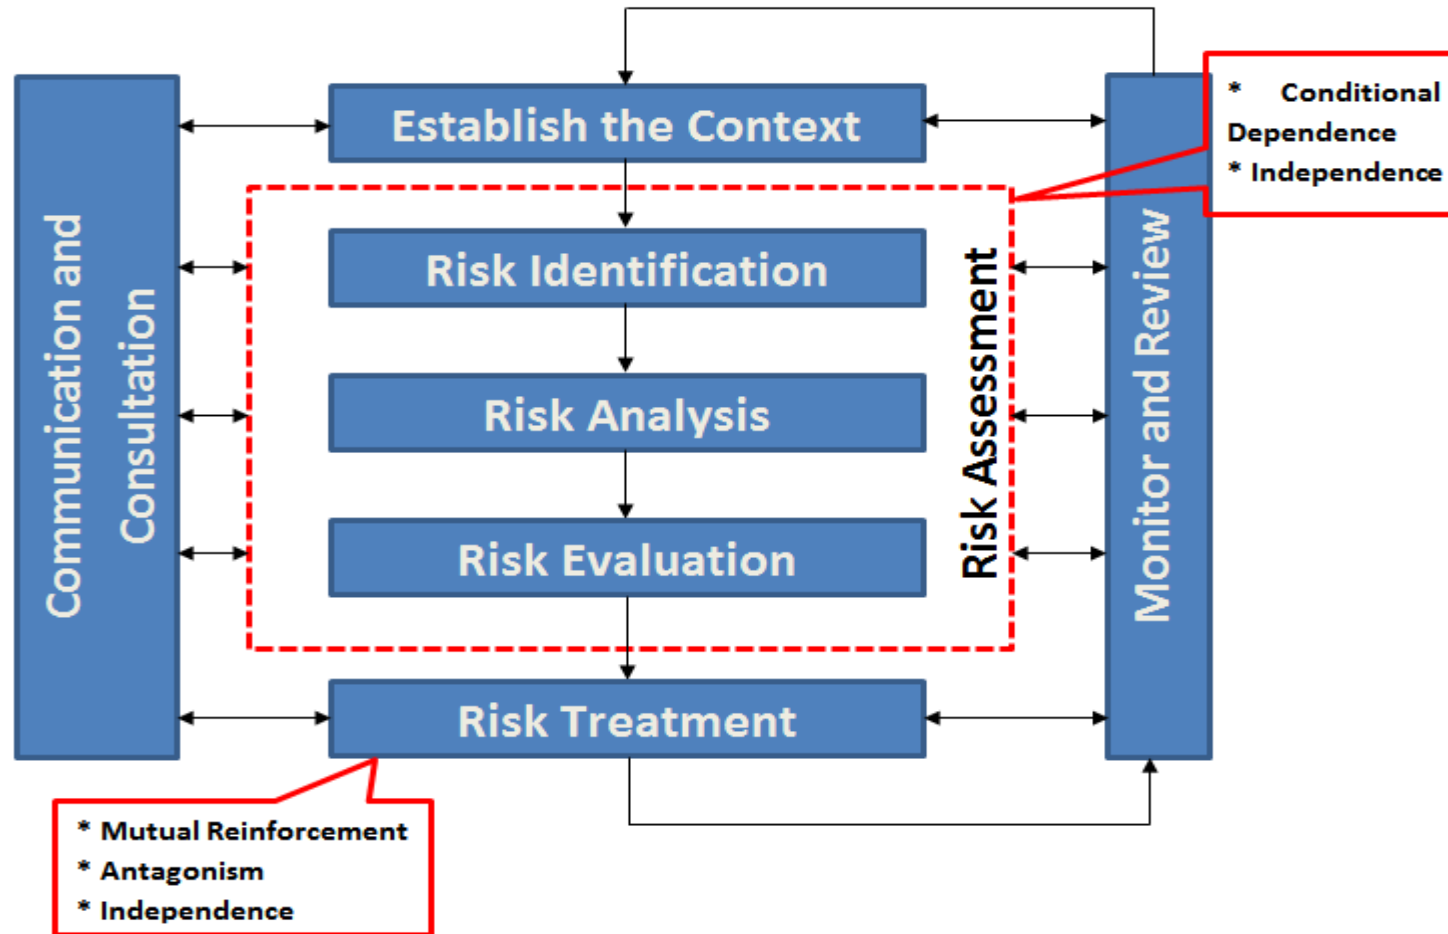 Establish the Context
* Conditional
Dependence
* Independence
Communication and
Consultation
Risk Identification
Risk Analysis
Risk Evaluation
Risk Assessment
Monitor and Review
Risk Treatment
* Mutual Reinforcement
* Antagonism
* Independence